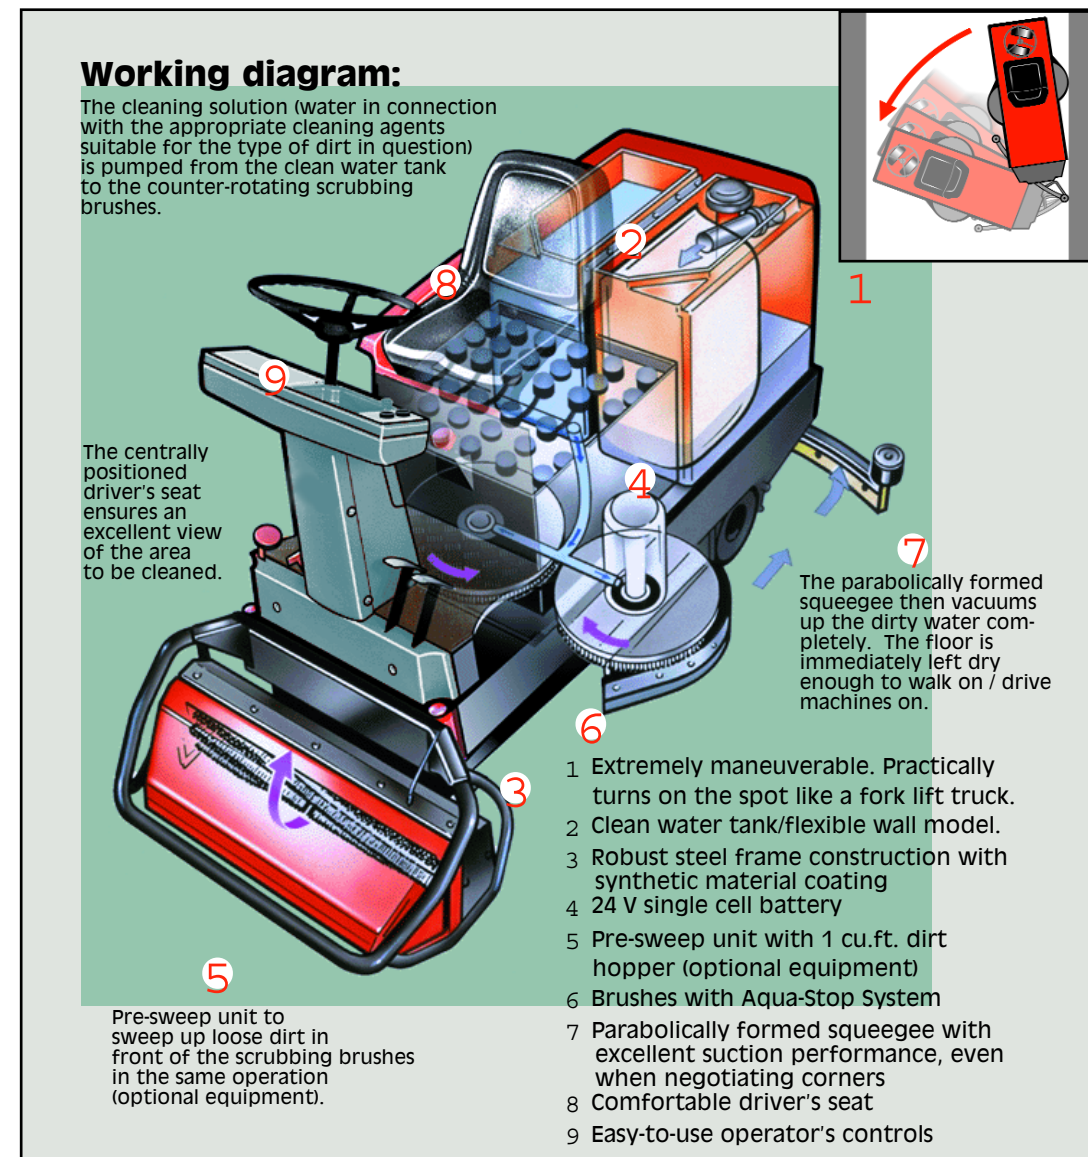 Working diagram:
The cleaning solution (water in connection
with the appropriate cleaning agents
suitable for the type of dirt in question)
is pumped from the clean water tank
to the counter-rotating scrubbing
brushes.
1
2
8
9
The centrally
positioned
driver's seat
ensures an
excellent view
of the area
to be cleaned.
4
7
The parabolically formed
squeegee then vacuums
up the dirty water com-
pletely. The floor is
immediately left dry
enough to walk on / drive
machines on.
6
3
5
Pre-sweep unit to
sweep up loose dirt in
front of the scrubbing brushes
in the same operation
(optional equipment).
1 Extremely maneuverable. Practically
turns on the spot like a fork lift truck.
2 Clean water tank/flexible wall model.
3 Robust steel frame construction with
synthetic material coating
4 24 V single cell battery
5 Pre-sweep unit with 1 cu.ft. dirt
hopper (optional equipment)
6 Brushes with Aqua-Stop System
7 Parabolically formed squeegee with
excellent suction performance, even
when negotiating corners
8 Comfortable driver's seat
9 Easy-to-use operator's controls